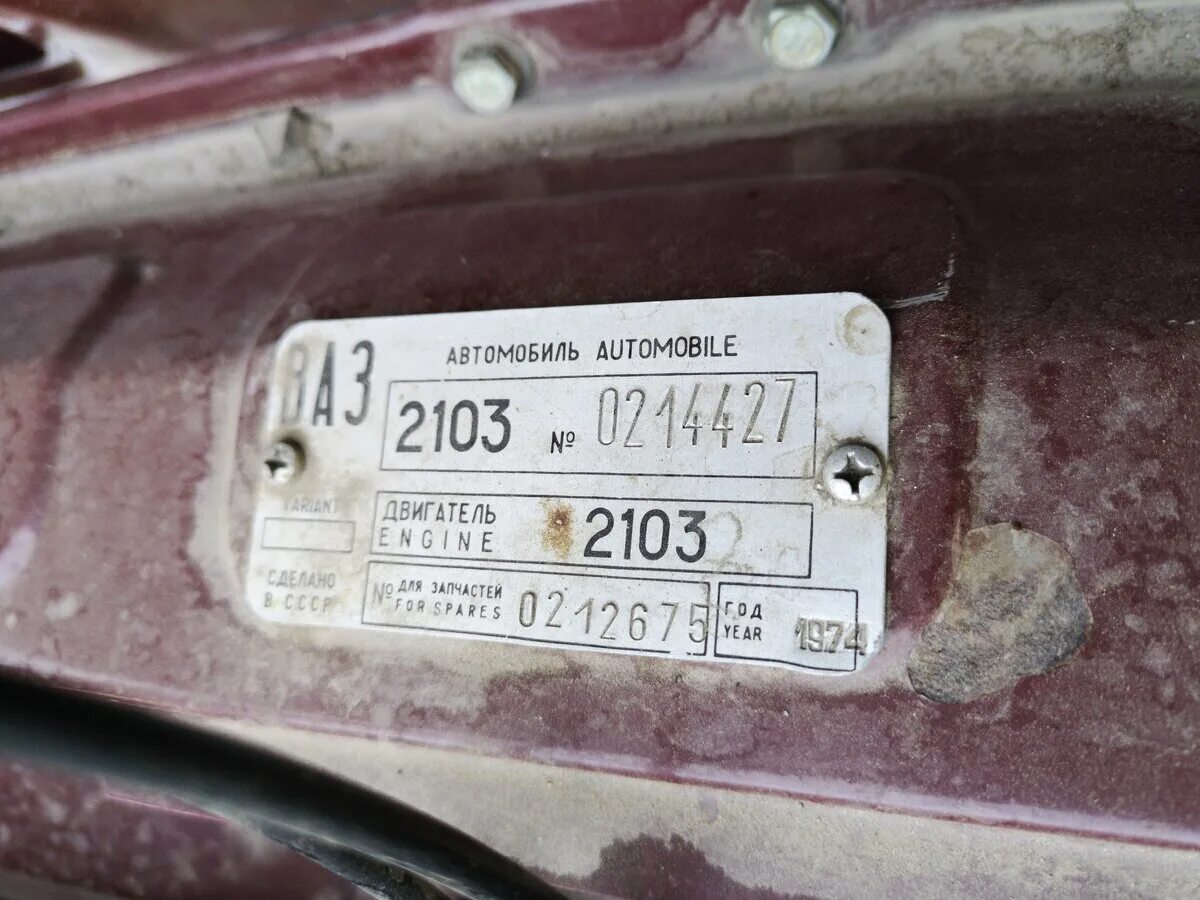 ВАЗ
АВТОМОБИЛЬ AUTOMOBILE
2103 № 0214427
VARIANT
ДВИГАТЕЛЬ
ENGINE
2103
СДЕЛАНО
В СССР
№ ДЛЯ ЗАПЧАСТЕЙ
FOR SPARES
0212675
ГОД
YEAR
1974